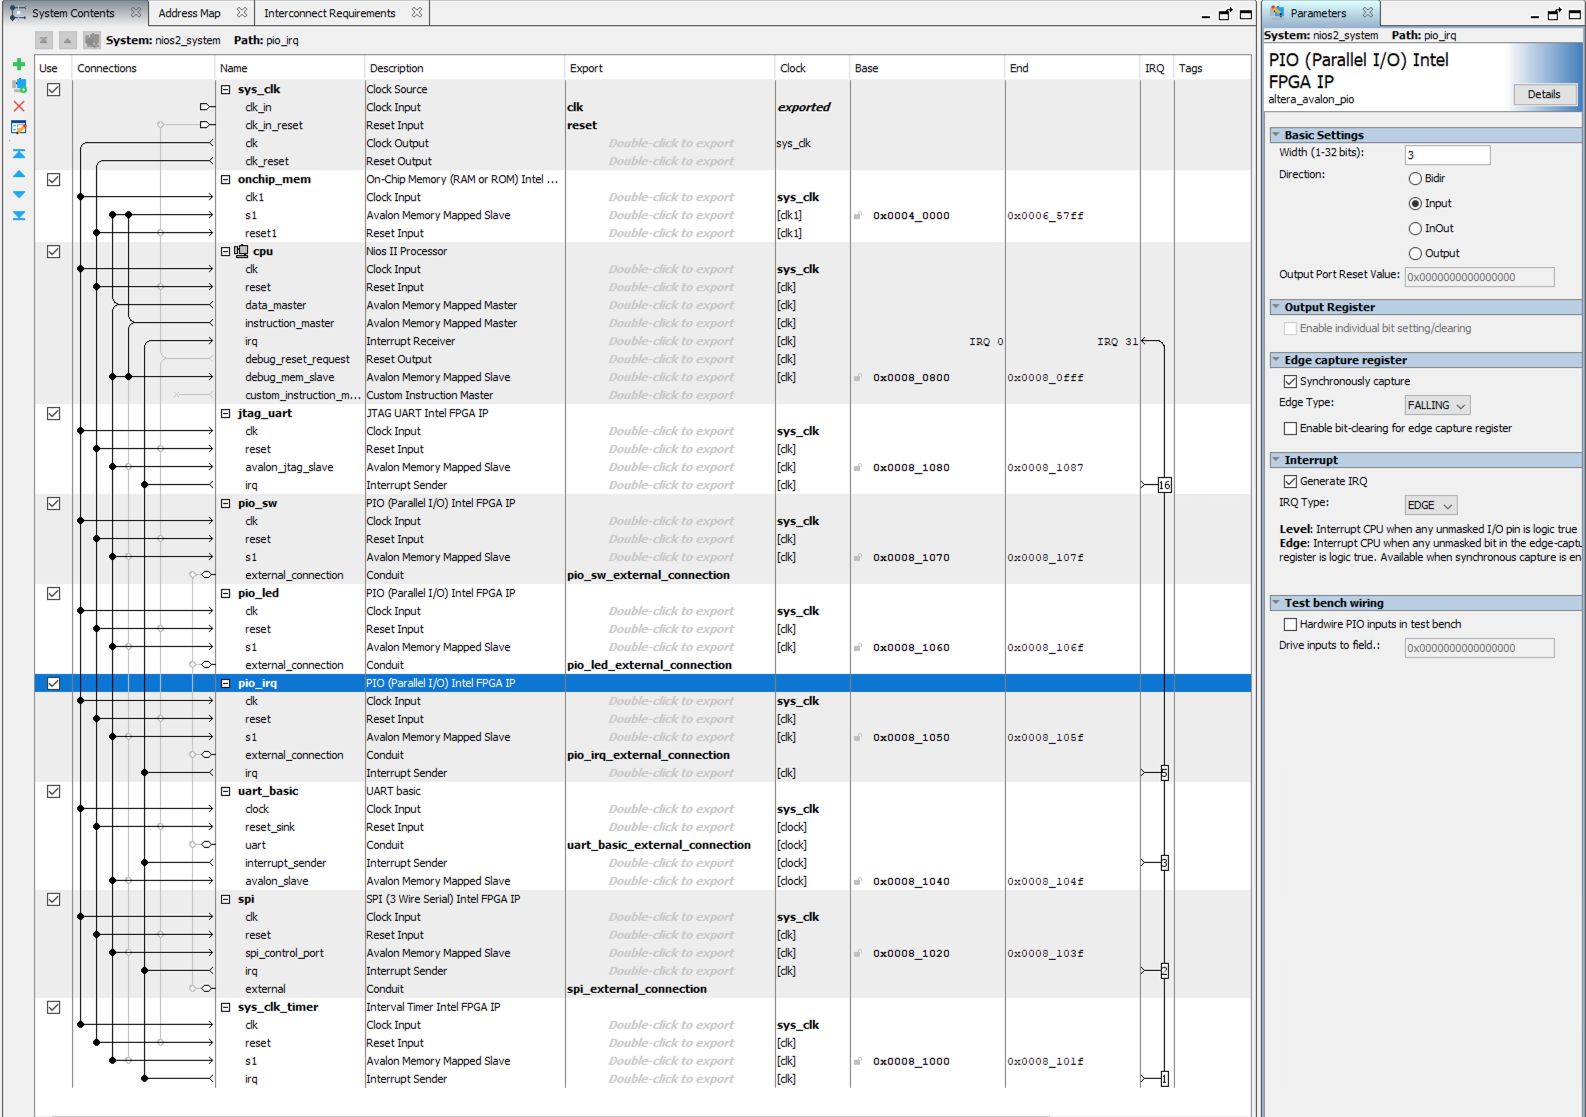 System Contents Address Map Interconnect Requirements
System: nios2_system Path: pio_irq
Use Connections Name Description Export Clock Base End IRQ Tags
sys_clk Clock Source
clk_in Clock Input clk exported
clk_in_reset Reset Input reset
clk Clock Output Double-click to export sys_clk
clk_reset Reset Output Double-click to export
onchip_mem On-Chip Memory (RAM or ROM) Intel ...
clk1 Clock Input Double-click to export sys_clk
s1 Avalon Memory Mapped Slave Double-click to export [clk1] 0x0004_0000 0x0006_57ff
reset1 Reset Input Double-click to export [clk1]
cpu Nios II Processor
clk Clock Input Double-click to export sys_clk
reset Reset Input Double-click to export [clk]
data_master Avalon Memory Mapped Master Double-click to export [clk]
instruction_master Avalon Memory Mapped Master Double-click to export [clk]
irq Interrupt Receiver Double-click to export [clk] IRQ 0 IRQ 31
debug_reset_request Reset Output Double-click to export [clk]
debug_mem_slave Avalon Memory Mapped Slave Double-click to export [clk] 0x0008_0800 0x0008_0fff
custom_instruction_m... Custom Instruction Master Double-click to export
jtag_uart JTAG UART Intel FPGA IP
clk Clock Input Double-click to export sys_clk
reset Reset Input Double-click to export [clk]
avalon_jtag_slave Avalon Memory Mapped Slave Double-click to export [clk] 0x0008_1080 0x0008_1087
irq Interrupt Sender Double-click to export [clk] 16
pio_sw PIO (Parallel I/O) Intel FPGA IP
clk Clock Input Double-click to export sys_clk
reset Reset Input Double-click to export [clk]
s1 Avalon Memory Mapped Slave Double-click to export [clk] 0x0008_1070 0x0008_107f
external_connection Conduit pio_sw_external_connection
pio_led PIO (Parallel I/O) Intel FPGA IP
clk Clock Input Double-click to export sys_clk
reset Reset Input Double-click to export [clk]
s1 Avalon Memory Mapped Slave Double-click to export [clk] 0x0008_1060 0x0008_106f
external_connection Conduit pio_led_external_connection
pio_irq PIO (Parallel I/O) Intel FPGA IP
clk Clock Input Double-click to export sys_clk
reset Reset Input Double-click to export [clk]
s1 Avalon Memory Mapped Slave Double-click to export [clk] 0x0008_1050 0x0008_105f
external_connection Conduit pio_irq_external_connection
irq Interrupt Sender Double-click to export [clk] 5
uart_basic UART basic
clock Clock Input Double-click to export sys_clk
reset_sink Reset Input Double-click to export [clock]
uart Conduit uart_basic_external_connection [clock]
interrupt_sender Interrupt Sender Double-click to export [clock] 3
avalon_slave Avalon Memory Mapped Slave Double-click to export [clock] 0x0008_1040 0x0008_104f
spi SPI (3 Wire Serial) Intel FPGA IP
clk Clock Input Double-click to export sys_clk
reset Reset Input Double-click to export [clk]
spi_control_port Avalon Memory Mapped Slave Double-click to export [clk] 0x0008_1020 0x0008_103f
irq Interrupt Sender Double-click to export [clk] 2
external Conduit spi_external_connection
sys_clk_timer Interval Timer Intel FPGA IP
clk Clock Input Double-click to export sys_clk
reset Reset Input Double-click to export [clk]
s1 Avalon Memory Mapped Slave Double-click to export [clk] 0x0008_1000 0x0008_101f
irq Interrupt Sender Double-click to export [clk] 1
Parameters
System: nios2_system Path: pio_irq
PIO (Parallel I/O) Intel
FPGA IP
altera_avalon_pio
Details
Basic Settings
Width (1-32 bits): 3
Direction: Bidir
Input
InOut
Output
Output Port Reset Value: 0x0000000000000000
Output Register
Enable individual bit setting/clearing
Edge capture register
Synchronously capture
Edge Type: FALLING
Enable bit-clearing for edge capture register
Interrupt
Generate IRQ
IRQ Type: EDGE
Level: Interrupt CPU when any unmasked I/O pin is logic true
Edge: Interrupt CPU when any unmasked bit in the edge-captu
register is logic true. Available when synchronous capture is en
Test bench wiring
Hardwire PIO inputs in test bench
Drive inputs to field.: 0x0000000000000000